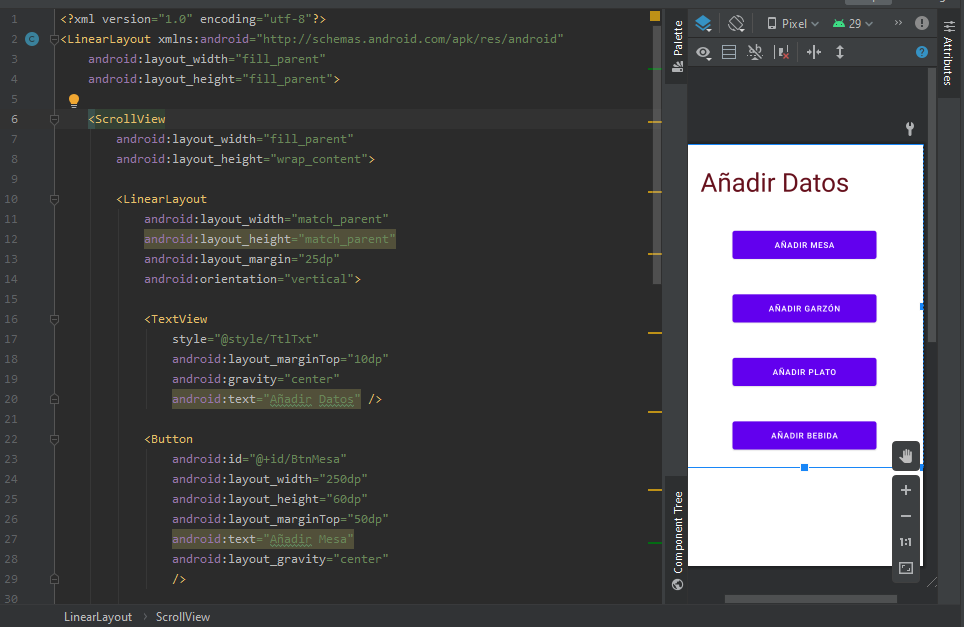 1 <?xml version="1.0" encoding="utf-8"?>
2 C <LinearLayout xmlns:android="http://schemas.android.com/apk/res/android"
3 android:layout_width="fill_parent"
4 android:layout_height="fill_parent">
5
6 <ScrollView
7 android:layout_width="fill_parent"
8 android:layout_height="wrap_content">
9
10 <LinearLayout
11 android:layout_width="match_parent"
12 android:layout_height="match_parent"
13 android:layout_margin="25dp"
14 android:orientation="vertical">
15
16 <TextView
17 style="@style/TtlTxt"
18 android:layout_marginTop="10dp"
19 android:gravity="center"
20 android:text="Añadir Datos" />
21
22 <Button
23 android:id="@+id/BtnMesa"
24 android:layout_width="250dp"
25 android:layout_height="60dp"
26 android:layout_marginTop="50dp"
27 android:text="Añadir Mesa"
28 android:layout_gravity="center"
29 />
30
LinearLayout > ScrollView
Palette
Component Tree
Pixel
29
Añadir Datos
AÑADIR MESA
AÑADIR GARZÓN
AÑADIR PLATO
AÑADIR BEBIDA
1:1
Attributes